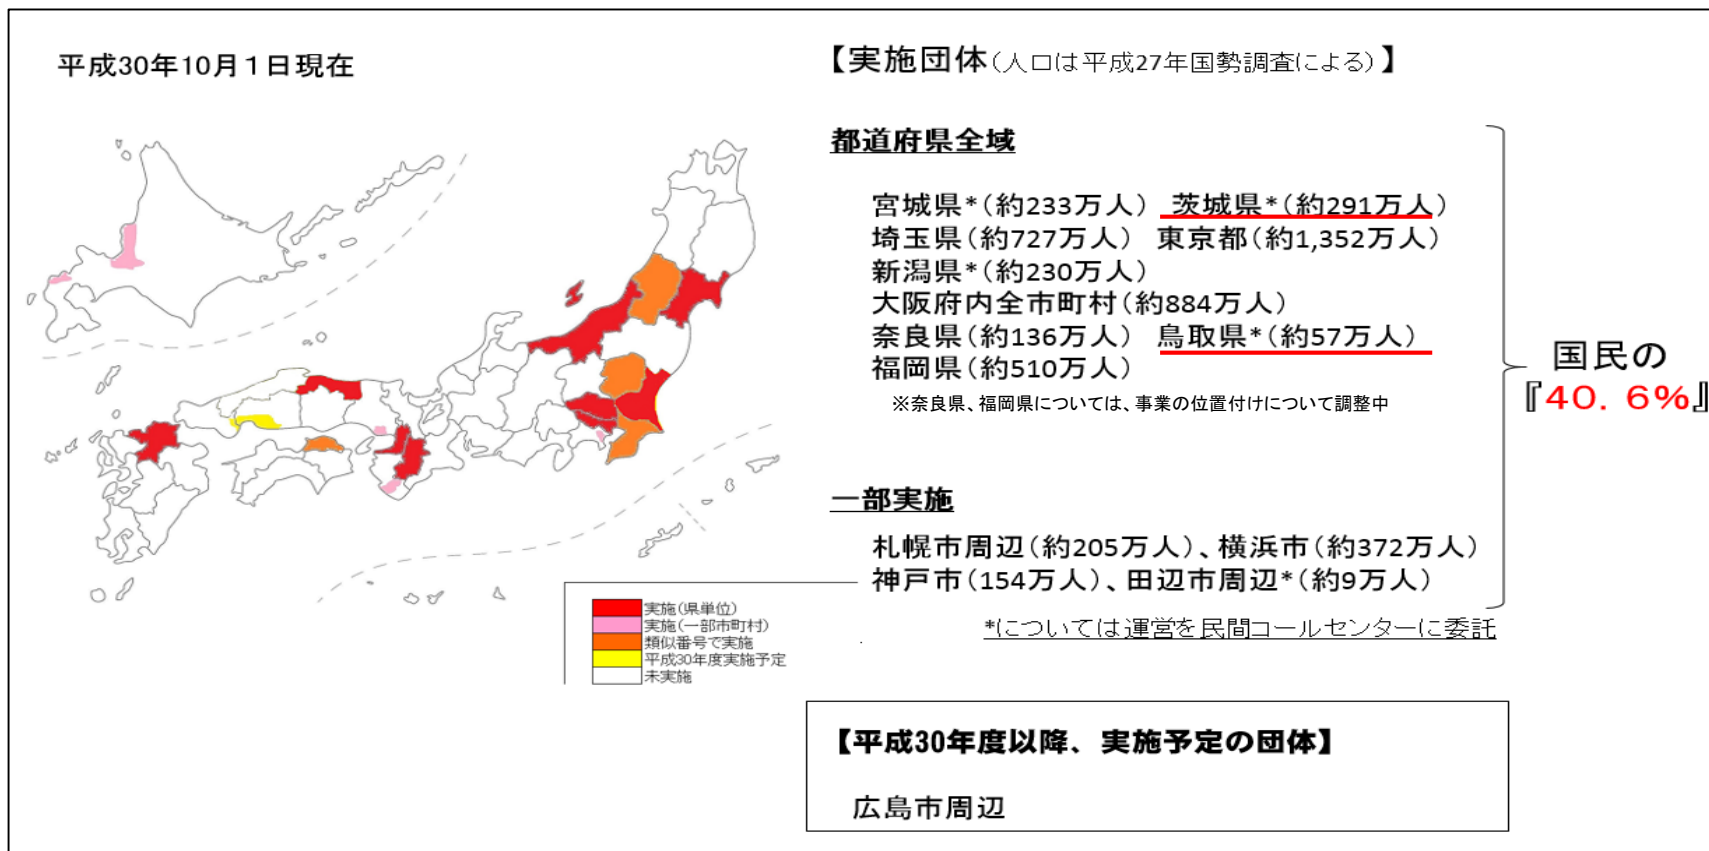 平成30年10月1日現在
【実施団体(人口は平成27年国勢調査による)】
都道府県全域
宮城県*(約233万人) 茨城県*(約291万人)
埼玉県(約727万人) 東京都(約1,352万人)
新潟県*(約230万人)
大阪府内全市町村(約884万人)
奈良県(約136万人) 鳥取県*(約57万人)
福岡県(約510万人)
※奈良県、福岡県については、事業の位置付けについて調整中
国民の
『40.6%』
一部実施
札幌市周辺(約205万人)、横浜市(約372万人)
神戸市(154万人)、田辺市周辺*(約9万人)
*については運営を民間コールセンターに委託
実施(県単位)
実施(一部市町村)
類似番号で実施
平成30年度実施予定
未実施
【平成30年度以降、実施予定の団体】
広島市周辺